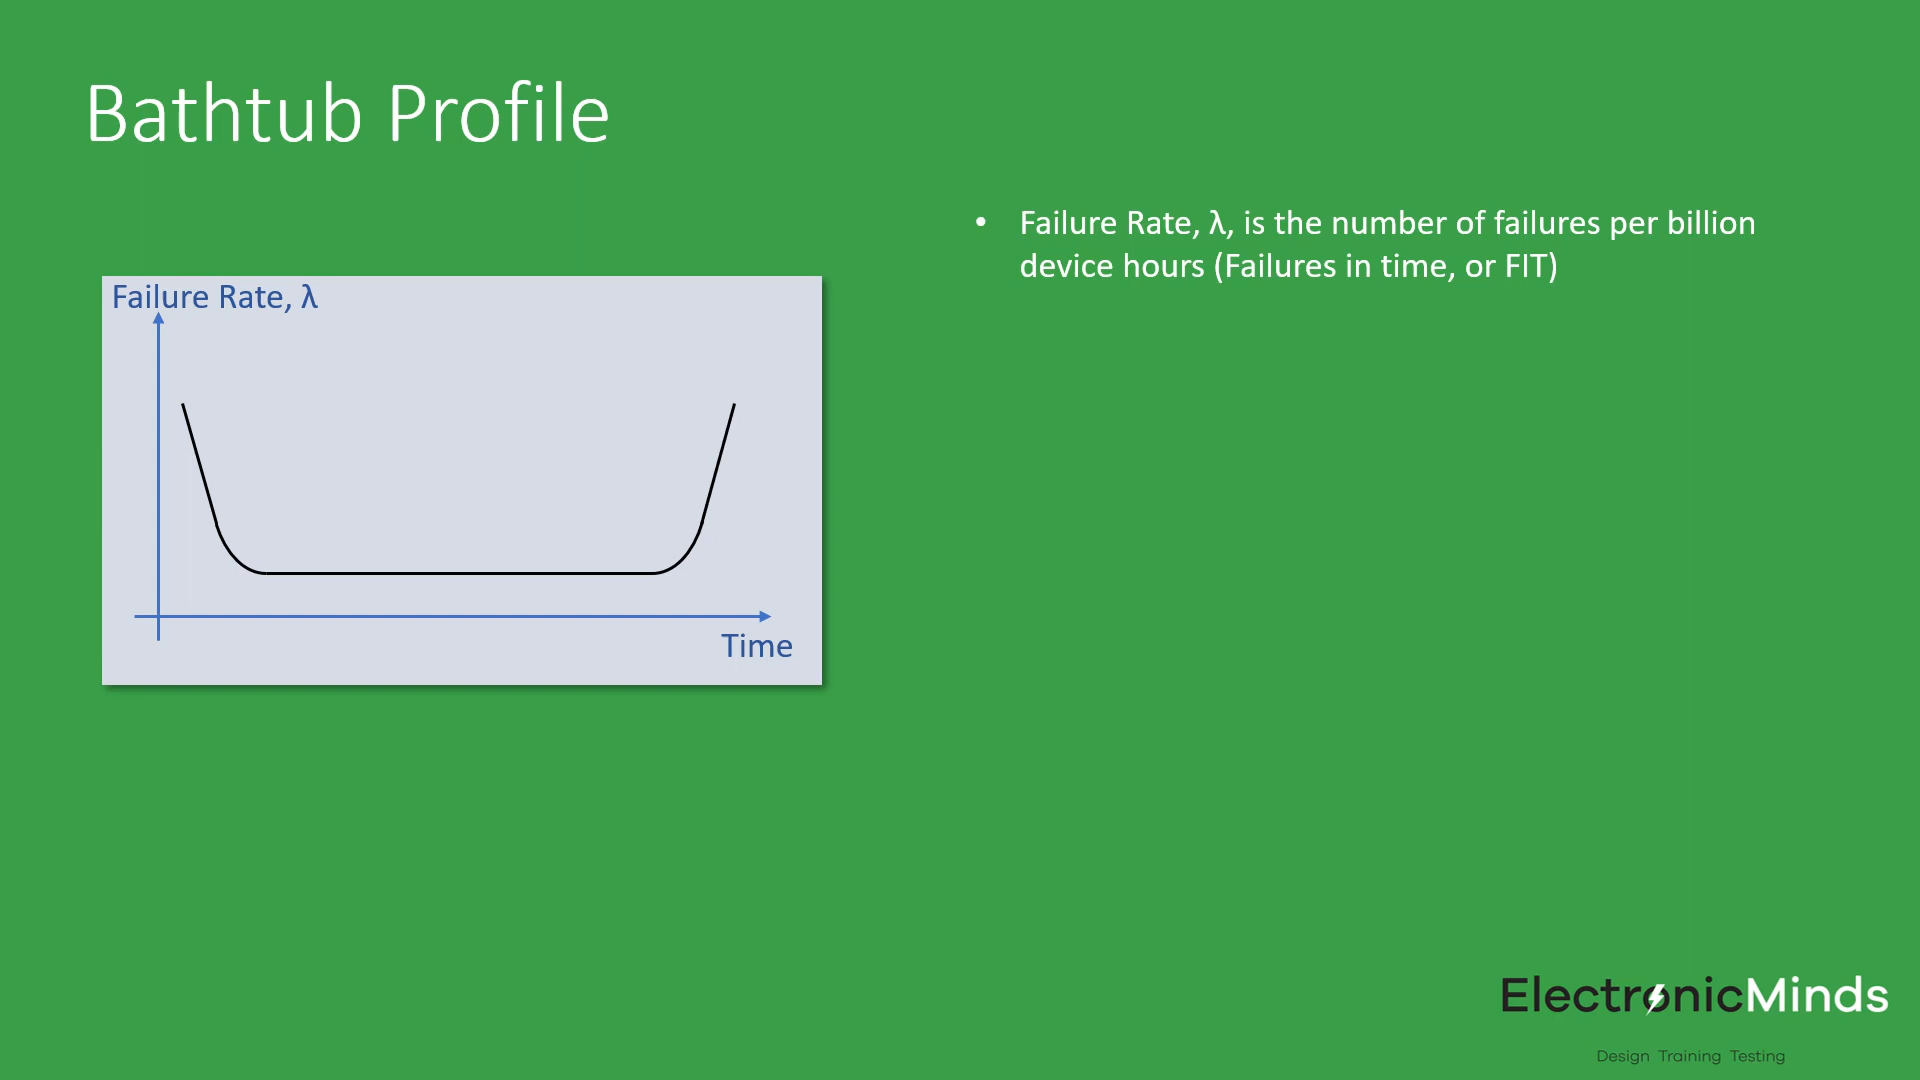 Bathtub Profile
• Failure Rate, λ, is the number of failures per billion
device hours (Failures in time, or FIT)
Failure Rate, λ
Time
ElectronicMinds
Design Training Testing